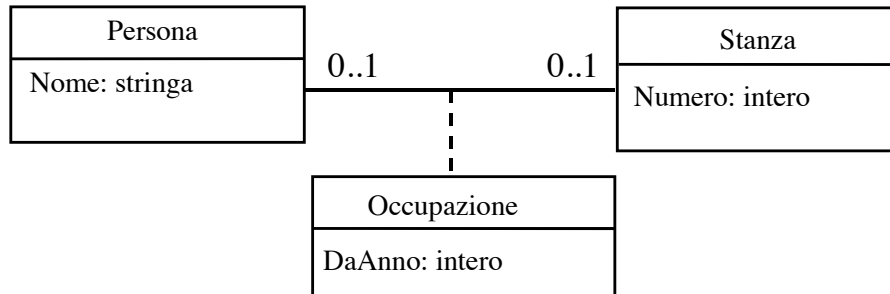 Persona
Nome: stringa
0..1
0..1
Stanza
Numero: intero
Occupazione
DaAnno: intero